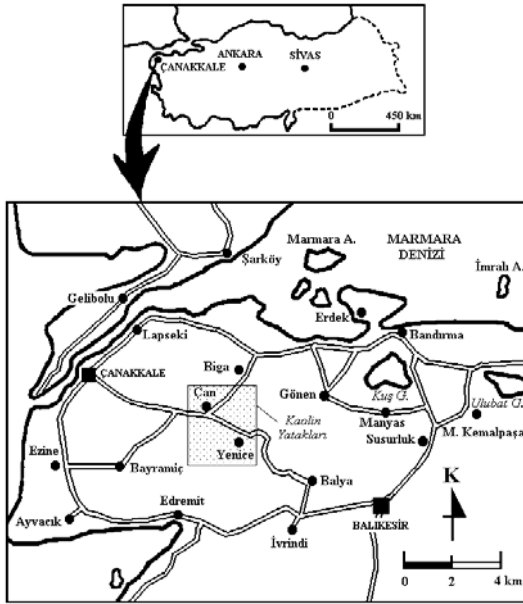 ÇANAKKALE
ANKARA
SİVAS
0 450 km
Marmara A.
MARMARA
DENİZİ
Şarköy
İmralı A.
Gelibolu
Erdek
Lapseki
Bandırma
Biga
ÇANAKKALE
Çan
Gönen
Kuş G.
Ulubat G.
Kaolin
Yatakları
Manyas
M. Kemalpaşa
Susurluk
Yenice
Ezine
Bayramiç
Balya
K
Edremit
Ayvacık
BALIKESİR
İvrindi
0 2 4 km